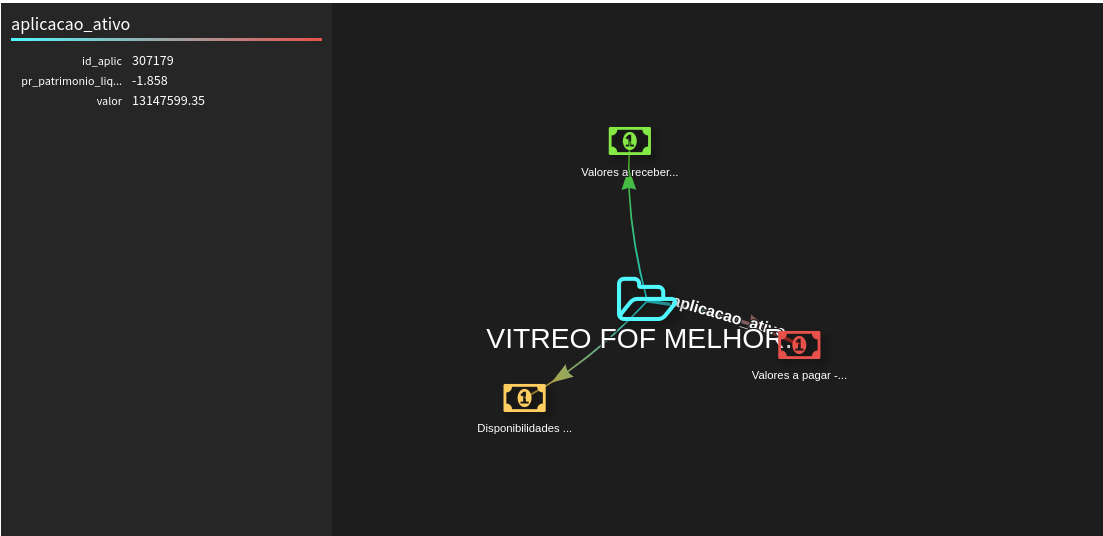 aplicacao_ativo
id_aplic 307179
pr_patrimonio_liq... -1.858
valor 13147599.35
Valores a receber...
aplicacao_ativo
VITREO FOF MELHOR...
Valores a pagar -...
Disponibilidades ...